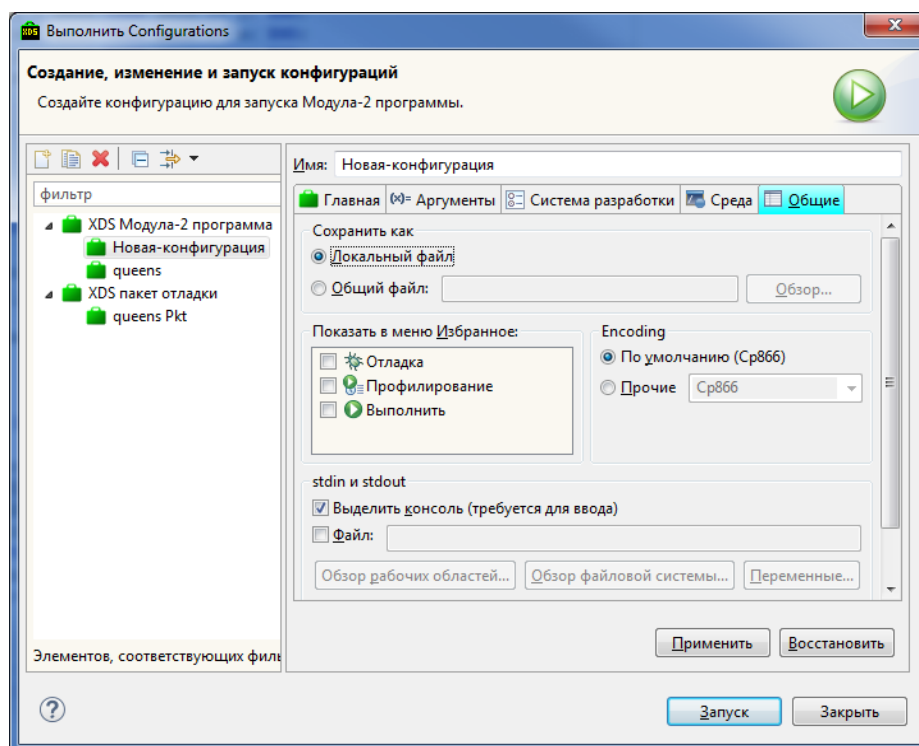 XDS Выполнить Configurations
Создание, изменение и запуск конфигураций
Создайте конфигурацию для запуска Модула-2 программы.
Имя: Новая-конфигурация
фильтр
XDS Модула-2 программа
Новая-конфигурация
queens
XDS пакет отладки
queens Pkt
Элементов, соответствующих филь
Главная (x)= Аргументы Система разработки Среда Общие
Сохранить как
Локальный файл
Общий файл: Обзор...
Показать в меню Избранное:
Отладка
Профилирование
Выполнить
Encoding
По умолчанию (Cp866)
Прочие Cp866
stdin и stdout
Выделить консоль (требуется для ввода)
Файл:
Обзор рабочих областей... Обзор файловой системы... Переменные...
Применить Восстановить
? Запуск Закрыть